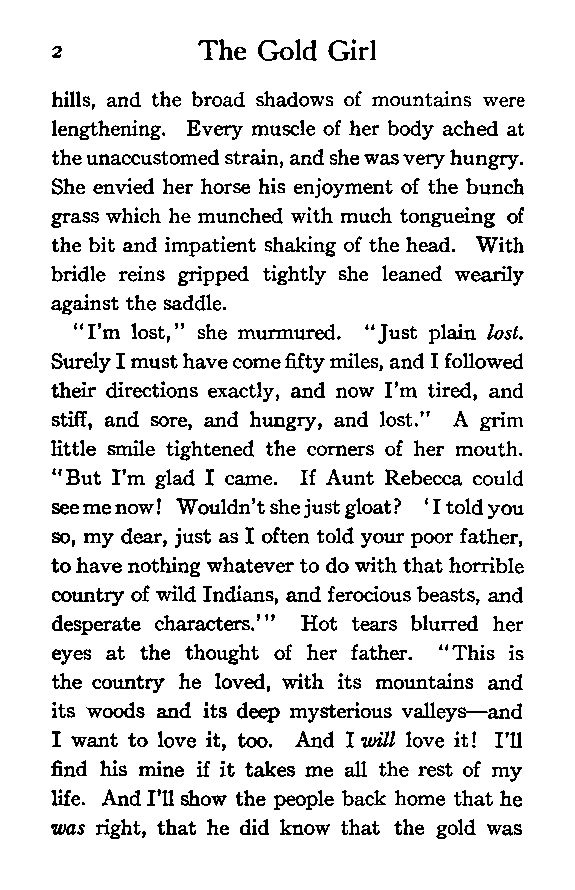 2 The Gold Girl
hills, and the broad shadows of mountains were
lengthening. Every muscle of her body ached at
the unaccustomed strain, and she was very hungry.
She envied her horse his enjoyment of the bunch
grass which he munched with much tongueing of
the bit and impatient shaking of the head. With
bridle reins gripped tightly she leaned wearily
against the saddle.
"I'm lost," she murmured. "Just plain lost.
Surely I must have come fifty miles, and I followed
their directions exactly, and now I'm tired, and
stiff, and sore, and hungry, and lost." A grim
little smile tightened the corners of her mouth.
"But I'm glad I came. If Aunt Rebecca could
see me now! Wouldn't she just gloat? 'I told you
so, my dear, just as I often told your poor father,
to have nothing whatever to do with that horrible
country of wild Indians, and ferocious beasts, and
desperate characters.'" Hot tears blurred her
eyes at the thought of her father. "This is
the country he loved, with its mountains and
its woods and its deep mysterious valleys—and
I want to love it, too. And I will love it! I'll
find his mine if it takes me all the rest of my
life. And I'll show the people back home that he
was right, that he did know that the gold was